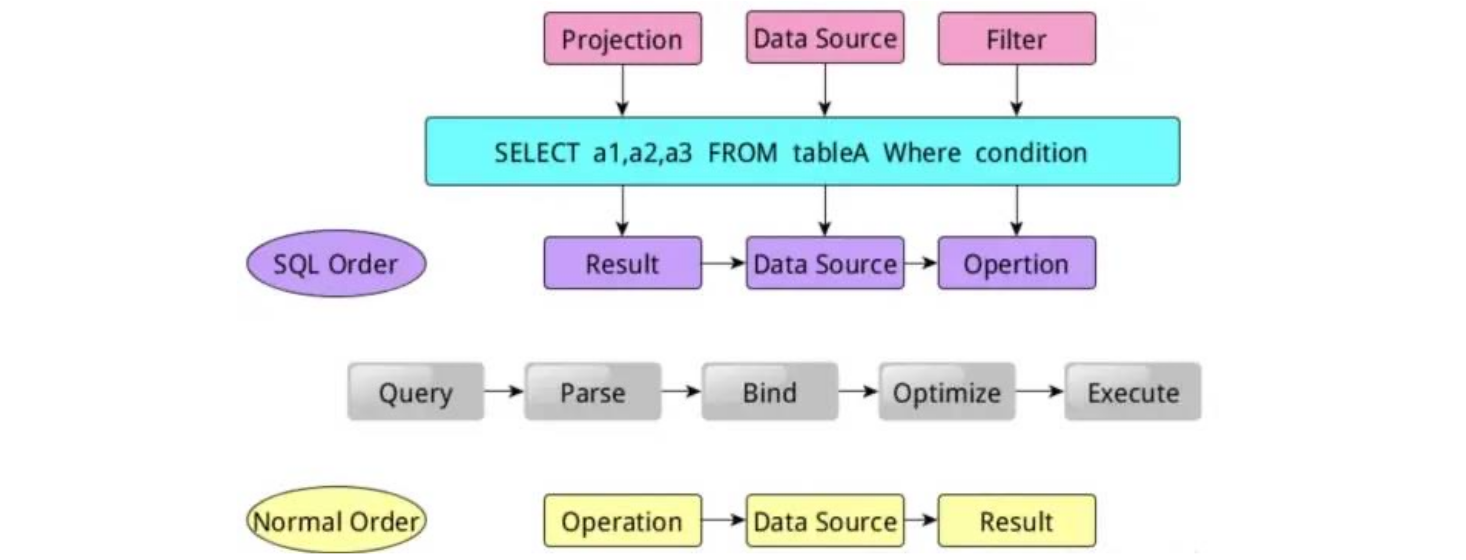 Projection Data Source Filter
SELECT a1,a2,a3 FROM tableA Where condition
SQL Order Result Data Source Opertion
Query Parse Bind Optimize Execute
Normal Order Operation Data Source Result